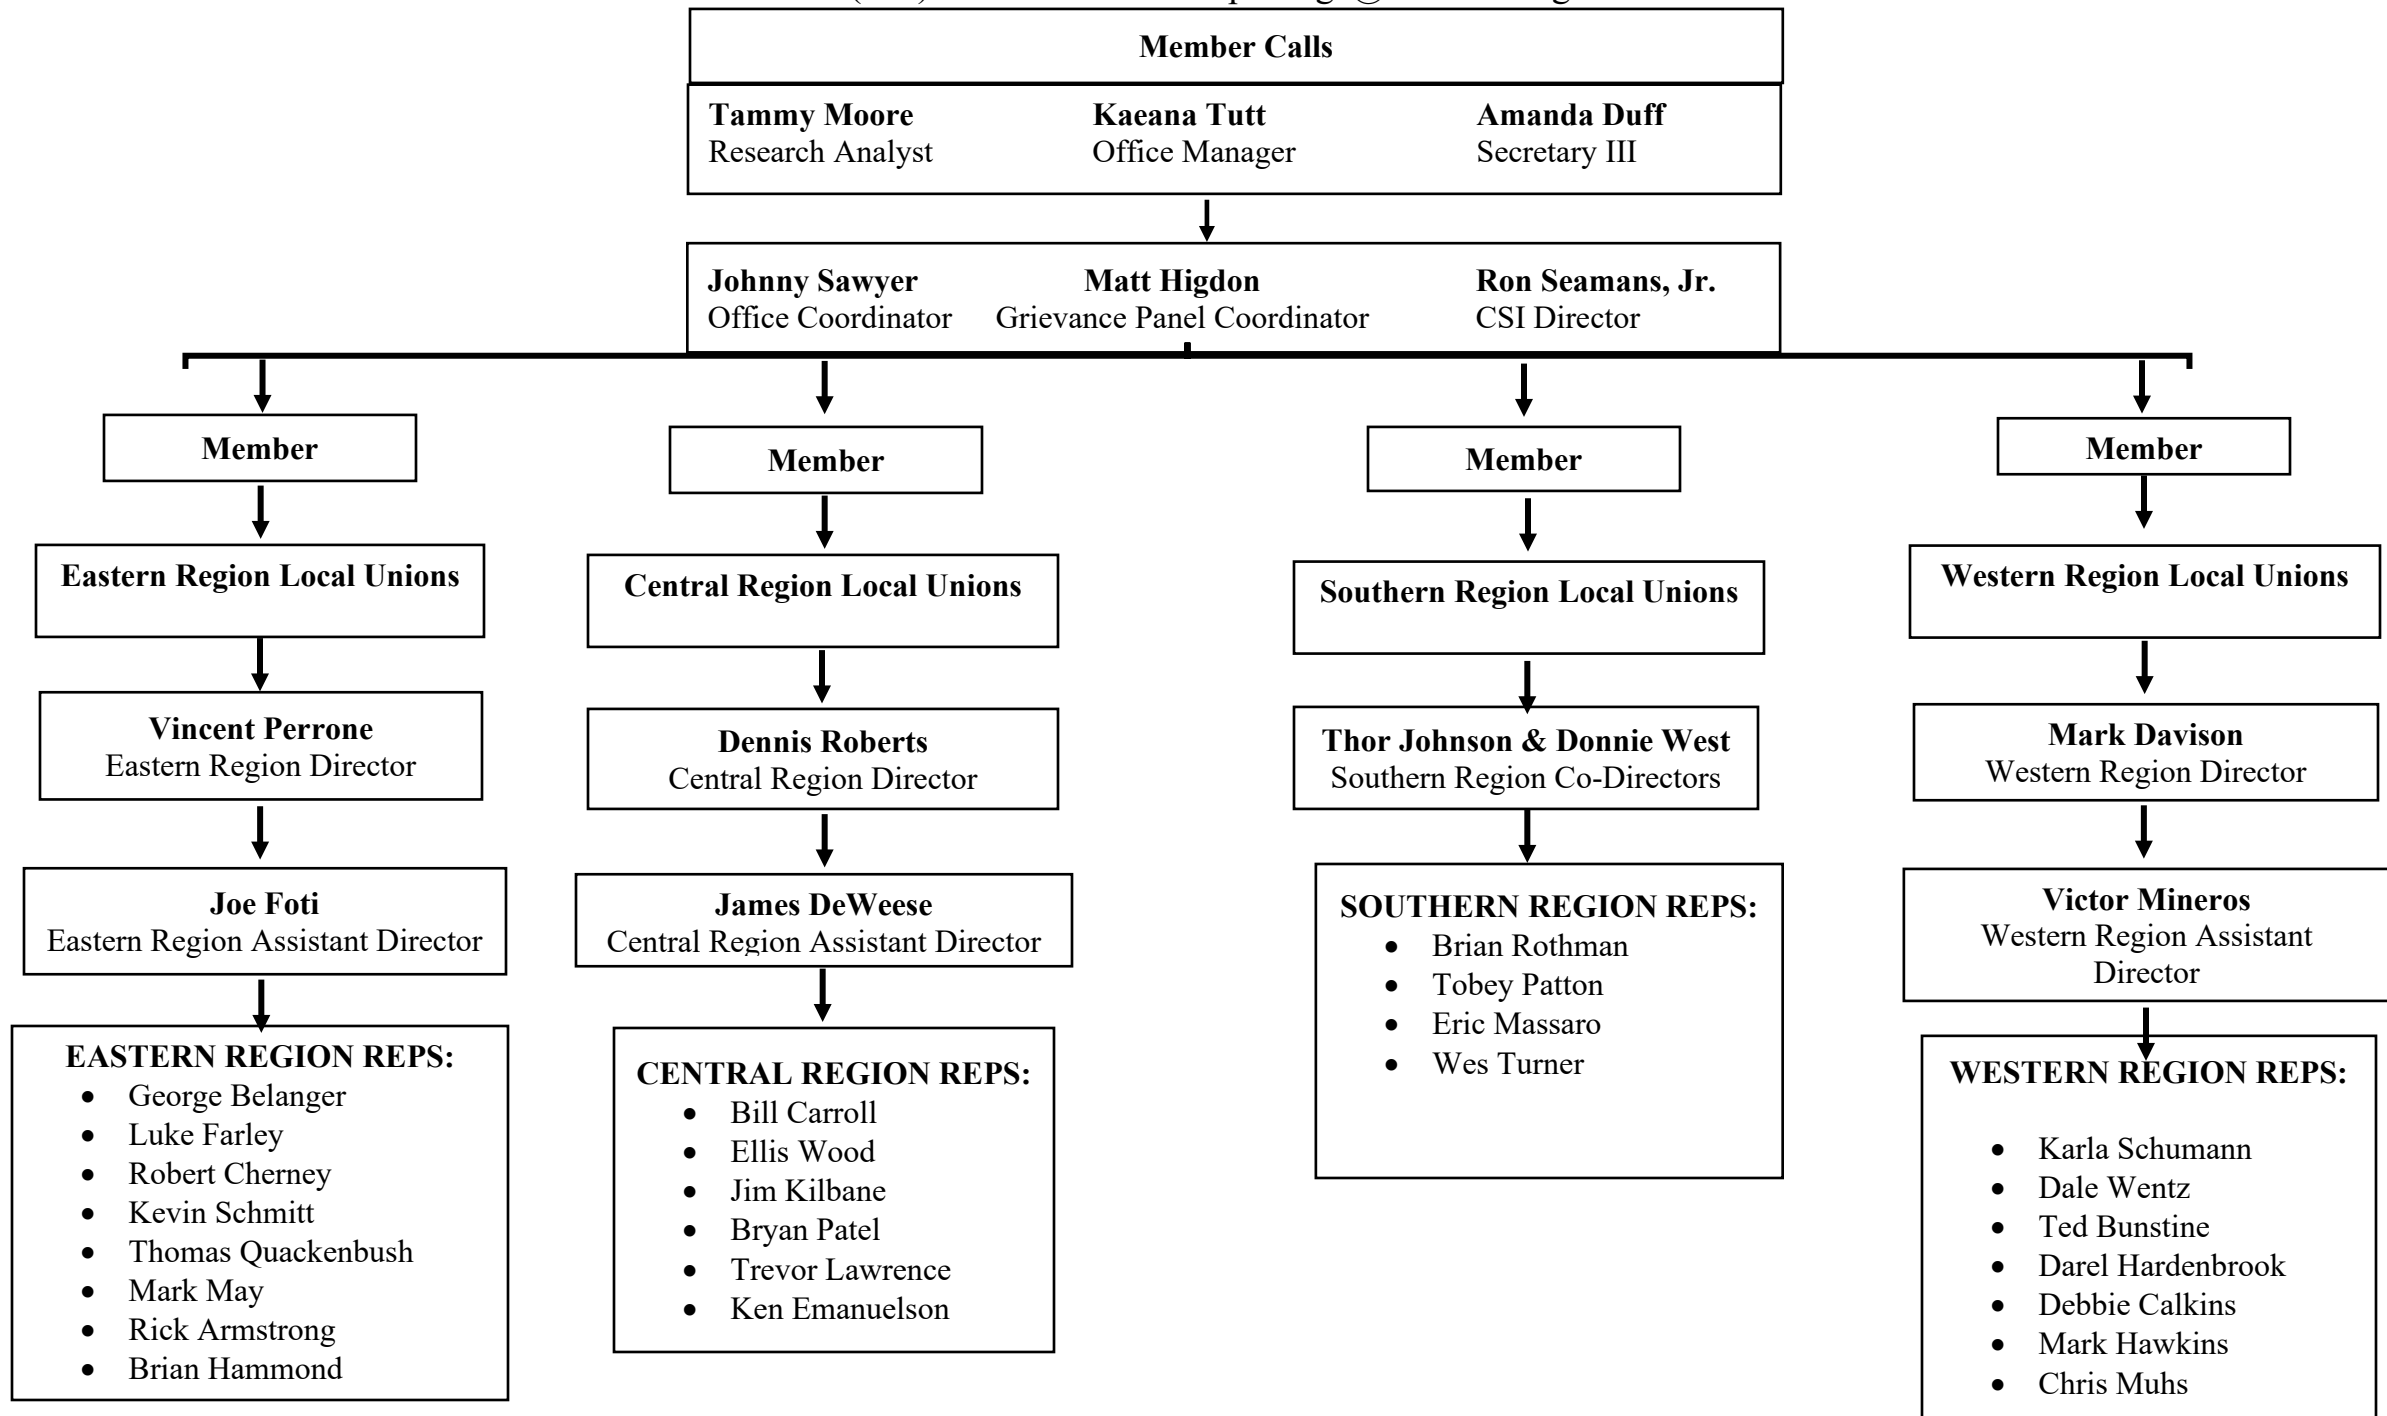 Member Calls
Tammy Moore Kaeana Tutt Amanda Duff
Research Analyst Office Manager Secretary III
Johnny Sawyer Matt Higdon Ron Seamans, Jr.
Office Coordinator Grievance Panel Coordinator CSI Director
Member
Eastern Region Local Unions
Vincent Perrone
Eastern Region Director
Joe Foti
Eastern Region Assistant Director
EASTERN REGION REPS:
• George Belanger
• Luke Farley
• Robert Cherney
• Kevin Schmitt
• Thomas Quackenbush
• Mark May
• Rick Armstrong
• Brian Hammond
Member
Central Region Local Unions
Dennis Roberts
Central Region Director
James DeWeese
Central Region Assistant Director
CENTRAL REGION REPS:
• Bill Carroll
• Ellis Wood
• Jim Kilbane
• Bryan Patel
• Trevor Lawrence
• Ken Emanuelson
Member
Southern Region Local Unions
Thor Johnson & Donnie West
Southern Region Co-Directors
SOUTHERN REGION REPS:
• Brian Rothman
• Tobey Patton
• Eric Massaro
• Wes Turner
Member
Western Region Local Unions
Mark Davison
Western Region Director
Victor Mineros
Western Region Assistant
Director
WESTERN REGION REPS:
• Karla Schumann
• Dale Wentz
• Ted Bunstine
• Darel Hardenbrook
• Debbie Calkins
• Mark Hawkins
• Chris Muhs